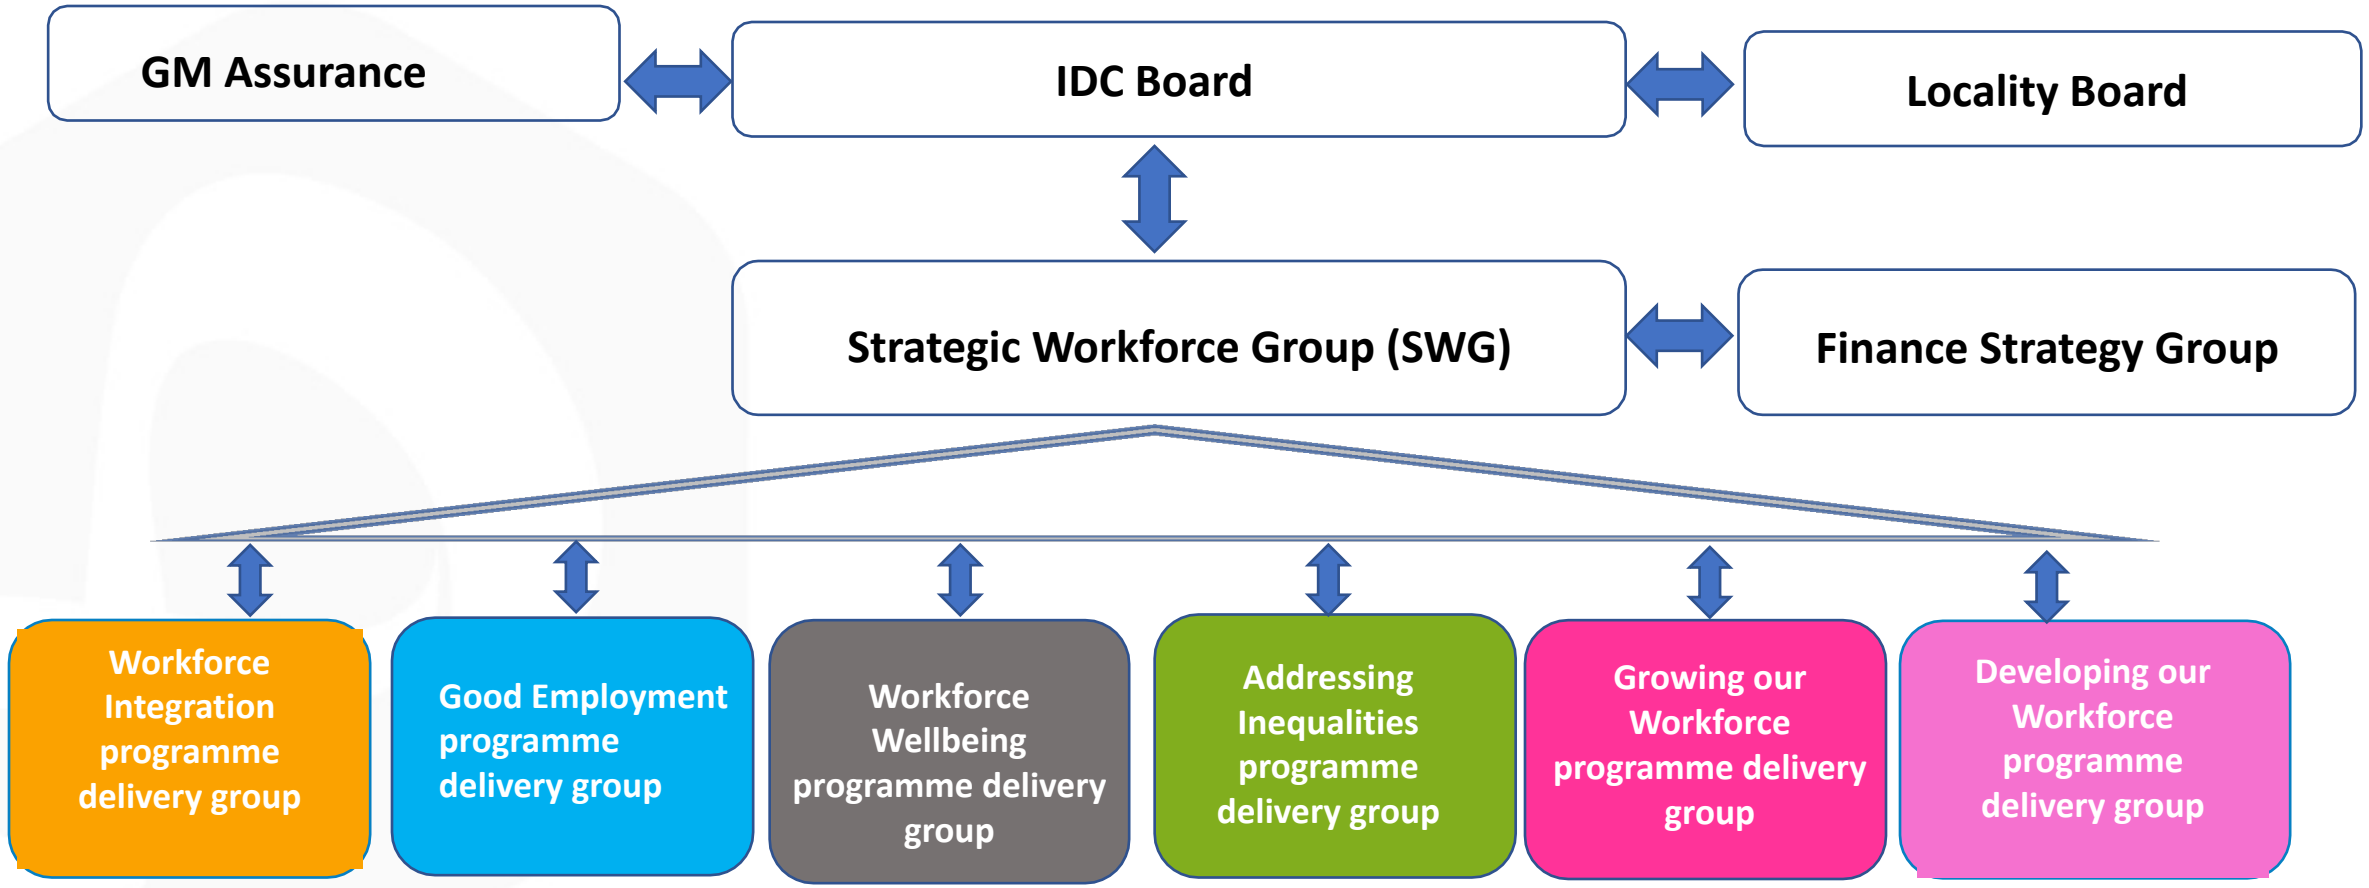 GM Assurance
IDC Board
Locality Board
Strategic Workforce Group (SWG)
Finance Strategy Group
Workforce
Integration
programme
delivery group
Good Employment
programme
delivery group
Workforce
Wellbeing
programme delivery
group
Addressing
Inequalities
programme
delivery group
Growing our
Workforce
programme delivery
group
Developing our
Workforce
programme
delivery group